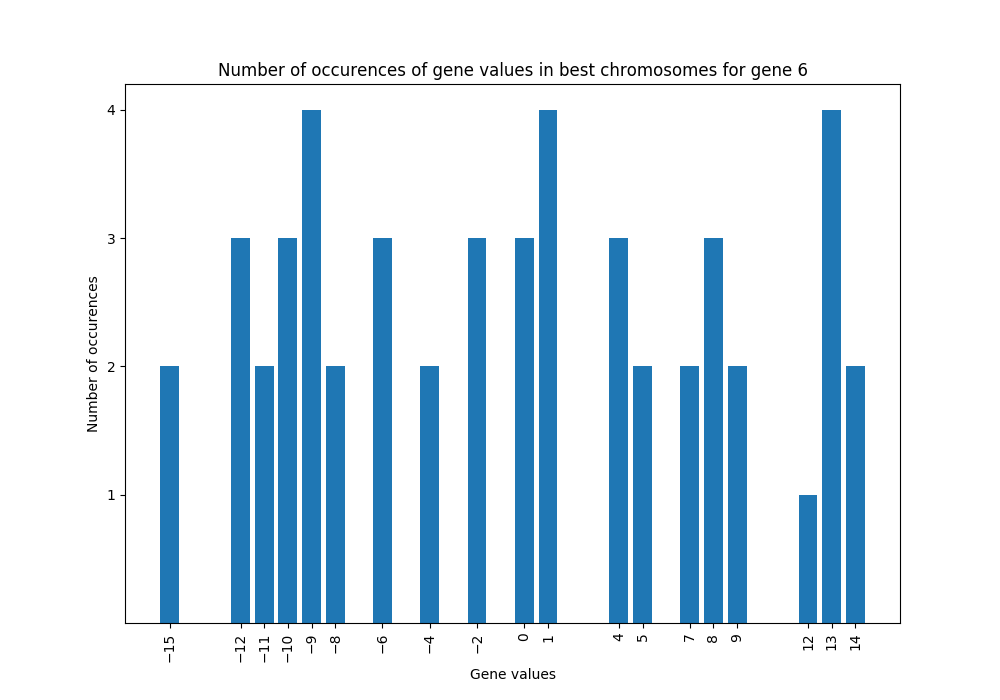 Number of occurences of gene values in best chromosomes for gene 6
4
3
2
1
Number of occurences
−15 −12 −11 −10 −9 −8 −6 −4 −2 0 1 4 5 7 8 9 12 13 14
Gene values